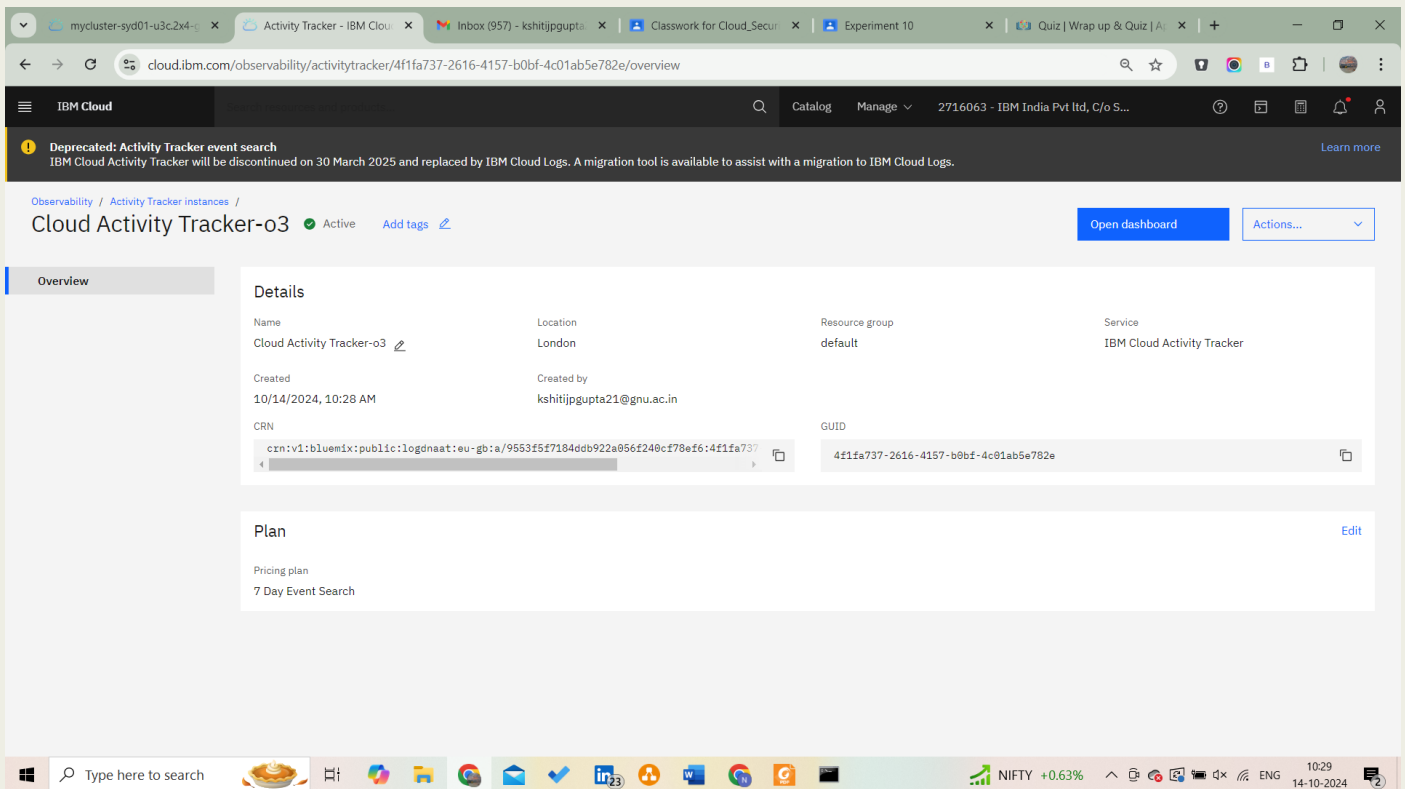 mycluster-syd01-u3c.2x4-g
Activity Tracker - IBM Clou
Inbox (957) - kshitijpgupta
Classwork for Cloud_Securi
Experiment 10
Quiz | Wrap up & Quiz | Ap
cloud.ibm.com/observability/activitytracker/4f1fa737-2616-4157-b0bf-4c01ab5e782e/overview
IBM Cloud
Catalog
Manage
2716063 - IBM India Pvt ltd, C/o S...
Deprecated: Activity Tracker event search
IBM Cloud Activity Tracker will be discontinued on 30 March 2025 and replaced by IBM Cloud Logs. A migration tool is available to assist with a migration to IBM Cloud Logs.
Learn more
Observability / Activity Tracker instances /
Cloud Activity Tracker-o3
Active
Add tags
Open dashboard
Actions...
Overview
Details
Name
Location
Resource group
Service
Cloud Activity Tracker-o3
London
default
IBM Cloud Activity Tracker
Created
Created by
10/14/2024, 10:28 AM
kshitijpgupta21@gnu.ac.in
CRN
GUID
crn:v1:bluemix:public:logdnaat:eu-gb:a/9553f5f7184ddb922a056f240cf78ef6:4f1fa737
4f1fa737-2616-4157-b0bf-4c01ab5e782e
Plan
Edit
Pricing plan
7 Day Event Search
Type here to search
23
NIFTY +0.63%
ENG
10:29
14-10-2024
2